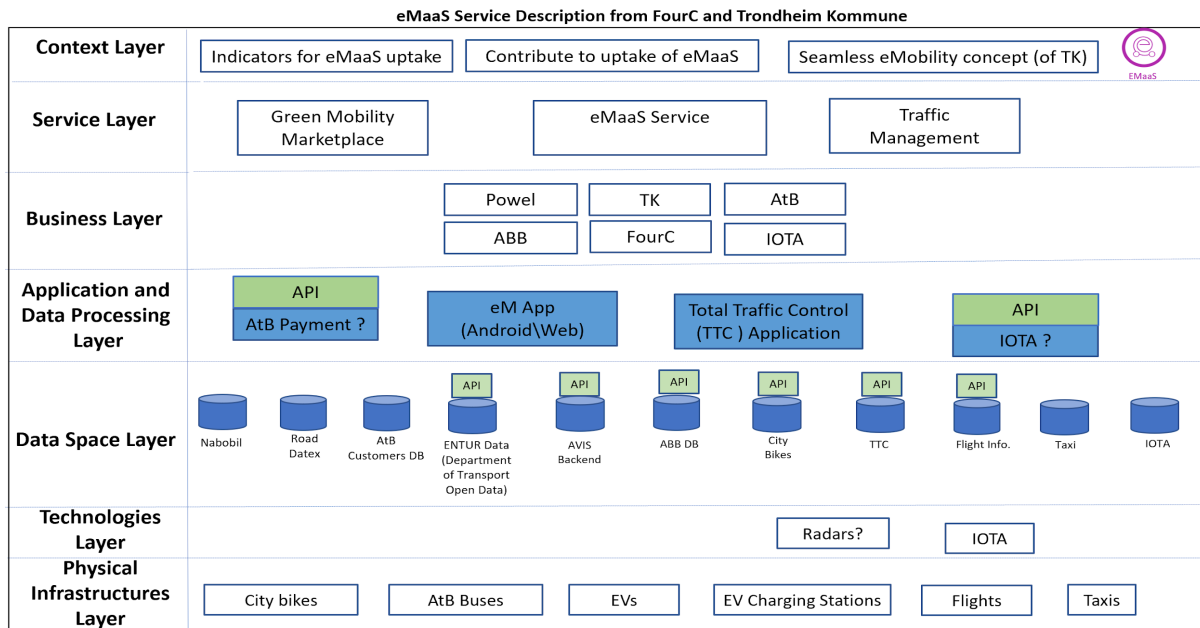 eMaaS Service Description from FourC and Trondheim Kommune
Context Layer
Indicators for eMaaS uptake
Contribute to uptake of eMaaS
Seamless eMobility concept (of TK)
e
EMaaS
Service Layer
Green Mobility
Marketplace
eMaaS Service
Traffic
Management
Business Layer
Powel
TK
AtB
ABB
FourC
IOTA
Application and
Data Processing
Layer
API
AtB Payment ?
eM App
(Android\Web)
Total Traffic Control
(TTC ) Application
API
IOTA ?
Data Space Layer
Nabobil
Road
Datex
AtB
Customers DB
API
ENTUR Data
(Department
of Transport
Open Data)
API
AVIS
Backend
API
ABB DB
API
City
Bikes
API
TTC
API
Flight Info.
Taxi
IOTA
Technologies
Layer
Radars?
IOTA
Physical
Infrastructures
Layer
City bikes
AtB Buses
EVs
EV Charging Stations
Flights
Taxis